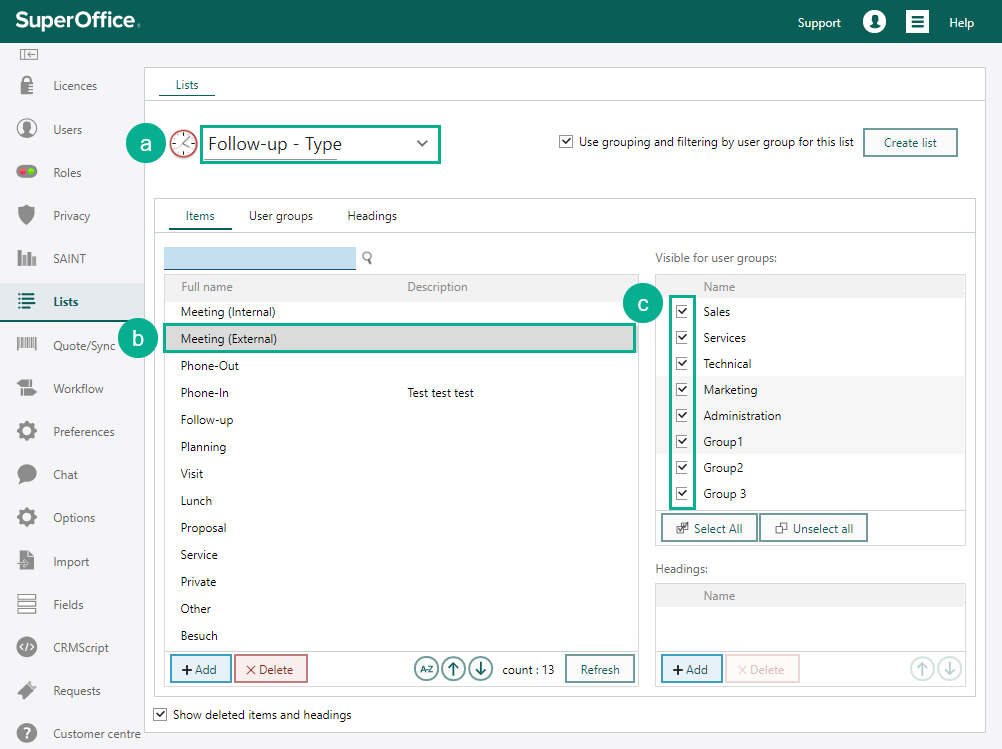 SuperOffice.
Support
Help
Licences
Users
Roles
Privacy
SAINT
Lists
Quote/Sync
Workflow
Preferences
Chat
Options
Import
Fields
CRMScript
Requests
? Customer centre
Lists
a
Follow-up - Type
Use grouping and filtering by user group for this list
Create list
Items User groups Headings
Full name Description
Meeting (Internal)
b
Meeting (External)
Phone-Out
Phone-In Test test test
Follow-up
Planning
Visit
Lunch
Proposal
Service
Private
Other
Besuch
+ Add
Delete
A-Z
count : 13
Refresh
Visible for user groups:
Name
c
Sales
Services
Technical
Marketing
Administration
Group1
Group2
Group 3
Select All
Unselect all
Headings:
Name
+ Add
Delete
Show deleted items and headings